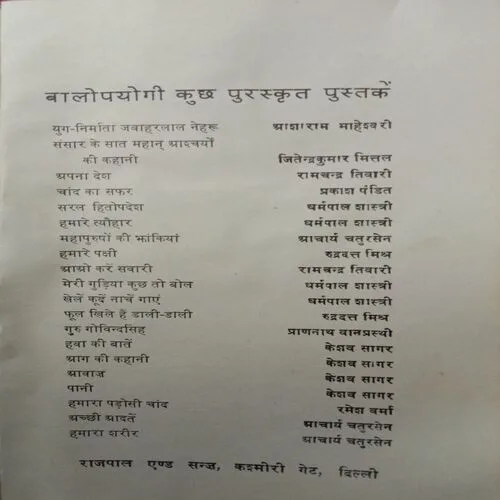 बालोपयोगी कुछ पुरस्कृत पुस्तकें
युग-निर्माता जवाहरलाल नेहरू आशाराम माहेश्वरी
संसार के सात महान् आश्चर्यों
की कहानी जितेन्द्रकुमार मित्तल
अपना देश रामचन्द्र तिवारी
चांद का सफर प्रकाश पंडित
सरल हितोपदेश धर्मपाल शास्त्री
हमारे त्यौहार धर्मपाल शास्त्री
महापुरुषों की झांकियां आचार्य चतुरसेन
हमारे पक्षी रुद्रदत्त मिश्र
आओ करें सवारी रामचन्द्र तिवारी
मेरी गुड़िया कुछ तो बोल धर्मपाल शास्त्री
खेलें कूदें नाचें गाएं धर्मपाल शास्त्री
फूल खिले हैं डाली-डाली रुद्रदत्त मिश्र
गुरु गोविन्दसिंह प्राणनाथ वानप्रस्थी
हवा की बातें केशव सागर
आग की कहानी केशव सागर
आवाज़ केशव सागर
पानी केशव सागर
हमारा पड़ोसी चांद रमेश वर्मा
अच्छी आदतें आचार्य चतुरसेन
हमारा शरीर आचार्य चतुरसेन
राजपाल एण्ड सन्ज़, कश्मीरी गेट, दिल्ली